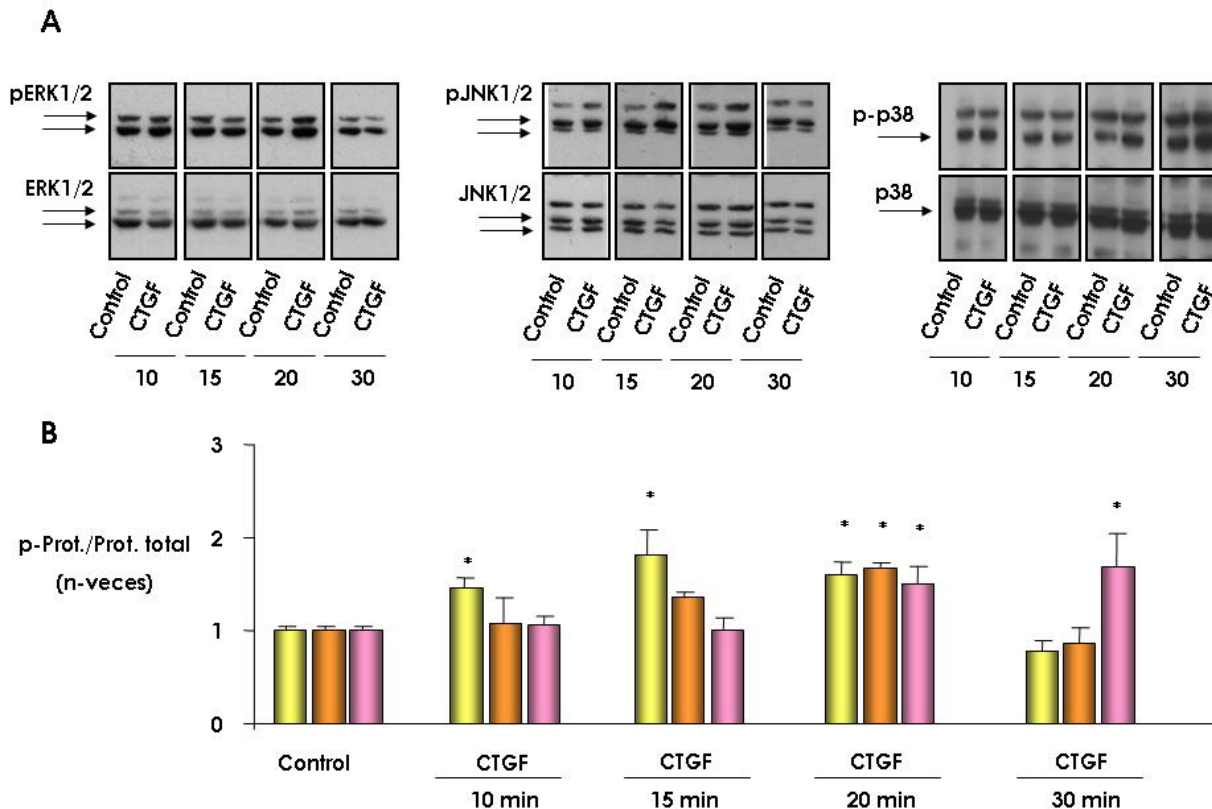 A
pERK1/2
ERK1/2
Control CTGF Control CTGF Control CTGF Control CTGF
10 15 20 30
pJNK1/2
JNK1/2
Control CTGF Control CTGF Control CTGF Control CTGF
10 15 20 30
p-p38
p38
Control CTGF Control CTGF Control CTGF Control CTGF
10 15 20 30
B
p-Prot./Prot. total
(n-veces)
3
2
1
0
* * * * * *
Control CTGF CTGF CTGF CTGF
10 min 15 min 20 min 30 min